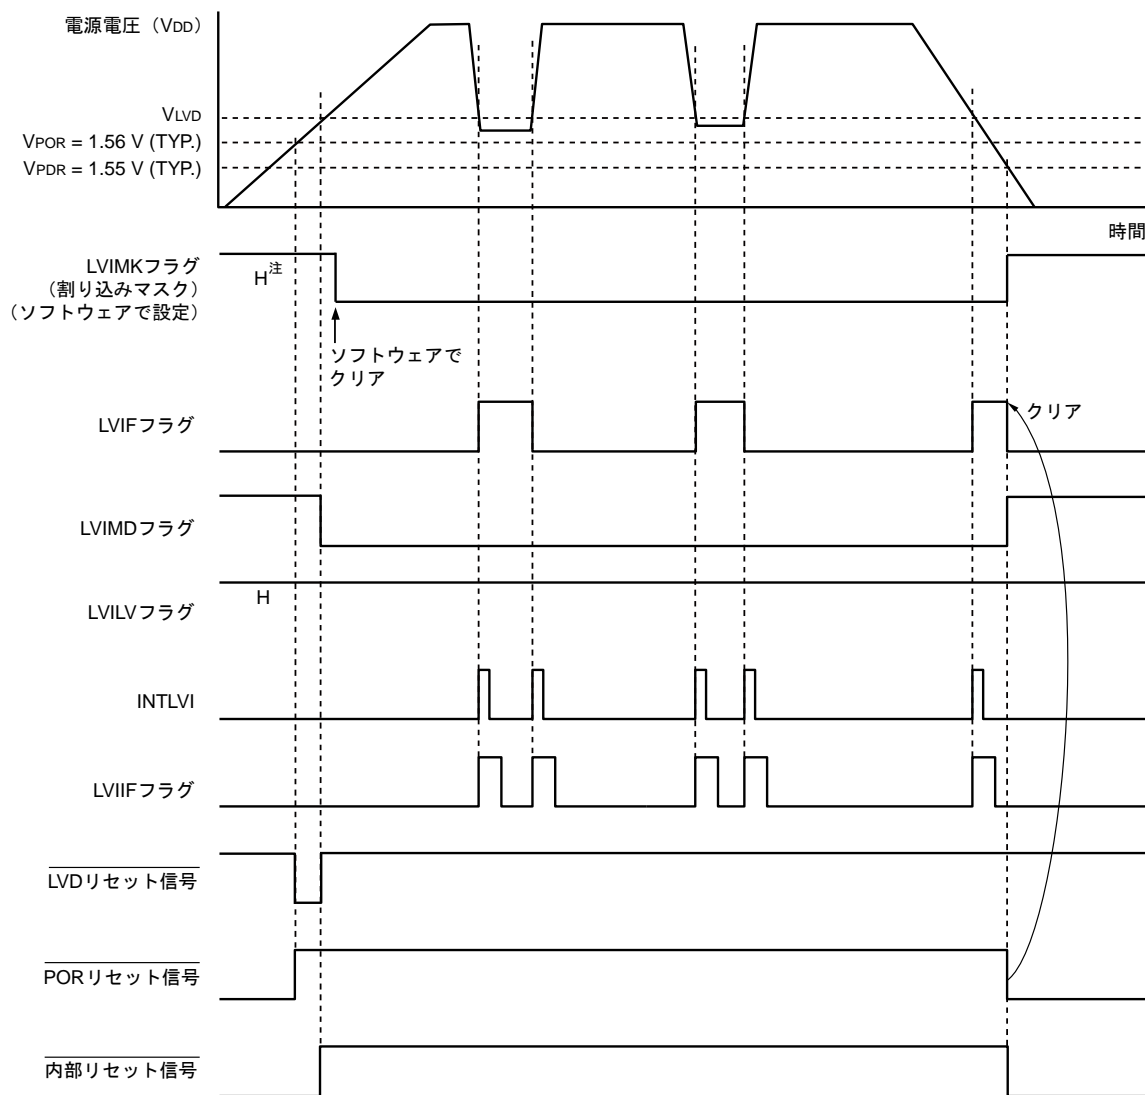 電源電圧（VDD）
VLVD
VPOR = 1.56 V (TYP.)
VPDR = 1.55 V (TYP.)
時間
LVIMKフラグ
（割り込みマスク）
（ソフトウェアで設定）
H注
ソフトウェアで
クリア
LVIFフラグ
クリア
LVIMDフラグ
H
LVILVフラグ
INTLVI
LVIIFフラグ
LVDリセット信号
PORリセット信号
内部リセット信号